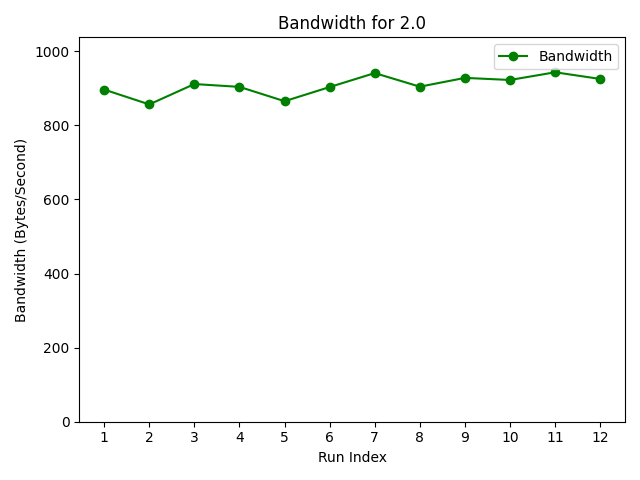 Bandwidth for 2.0
Bandwidth
1000
800
600
400
200
0
Bandwidth (Bytes/Second)
1 2 3 4 5 6 7 8 9 10 11 12
Run Index